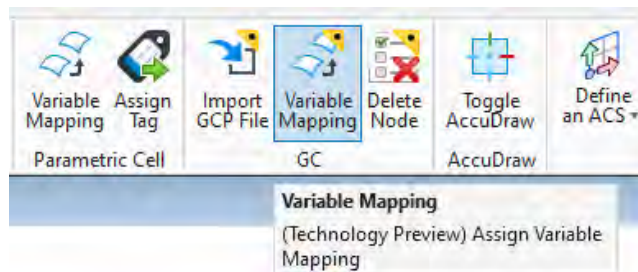 Variable Mapping
Assign Tag
Import GCP File
Variable Mapping
Delete Node
Toggle AccuDraw
Define an ACS
Parametric Cell
GC
AccuDraw
Variable Mapping
(Technology Preview) Assign Variable
Mapping